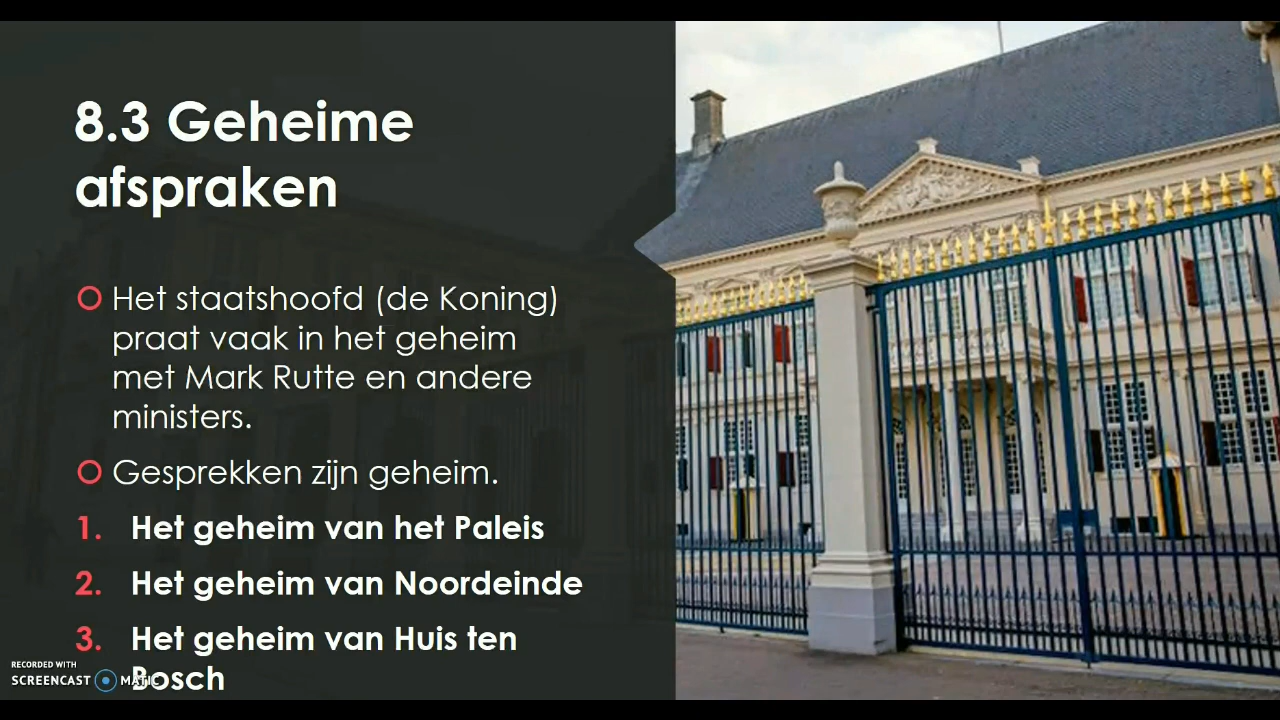 8.3 Geheime
afspraken
Het staatshoofd (de Koning)
praat vaak in het geheim
met Mark Rutte en andere
ministers.
Gesprekken zijn geheim.
1. Het geheim van het Paleis
2. Het geheim van Noordeinde
3. Het geheim van Huis ten
Bosch
RECORDED WITH
SCREENCAST MATIC